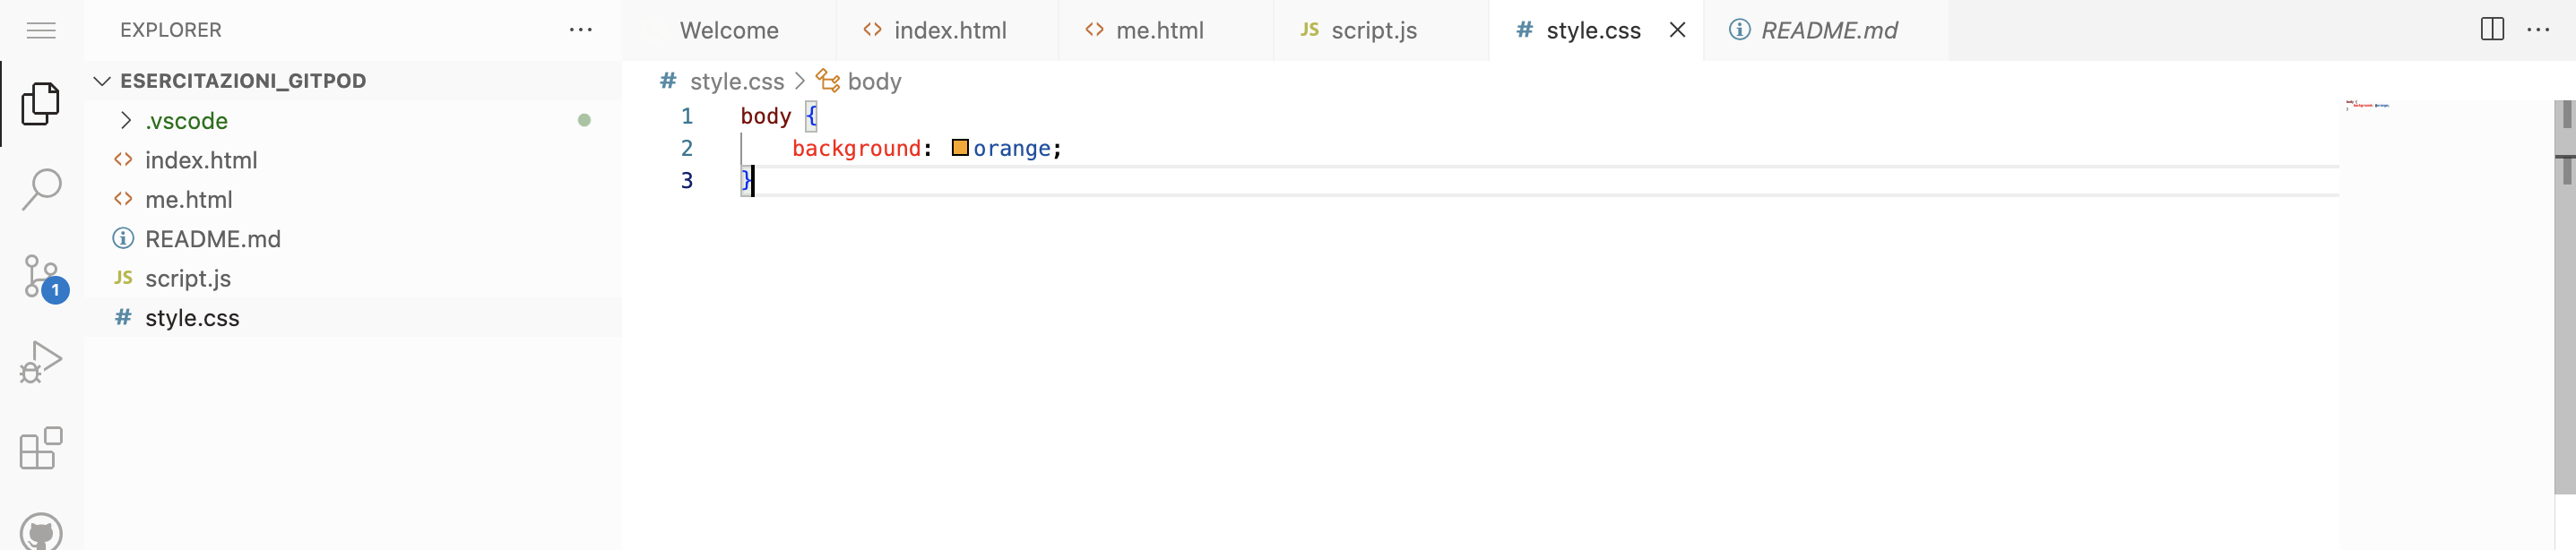 EXPLORER
ESERCITAZIONI_GITPOD
.vscode
index.html
me.html
README.md
JS script.js
# style.css
1
Welcome
index.html
me.html
JS script.js
# style.css
README.md
# style.css > body
1 body {
2 background: orange;
3 }